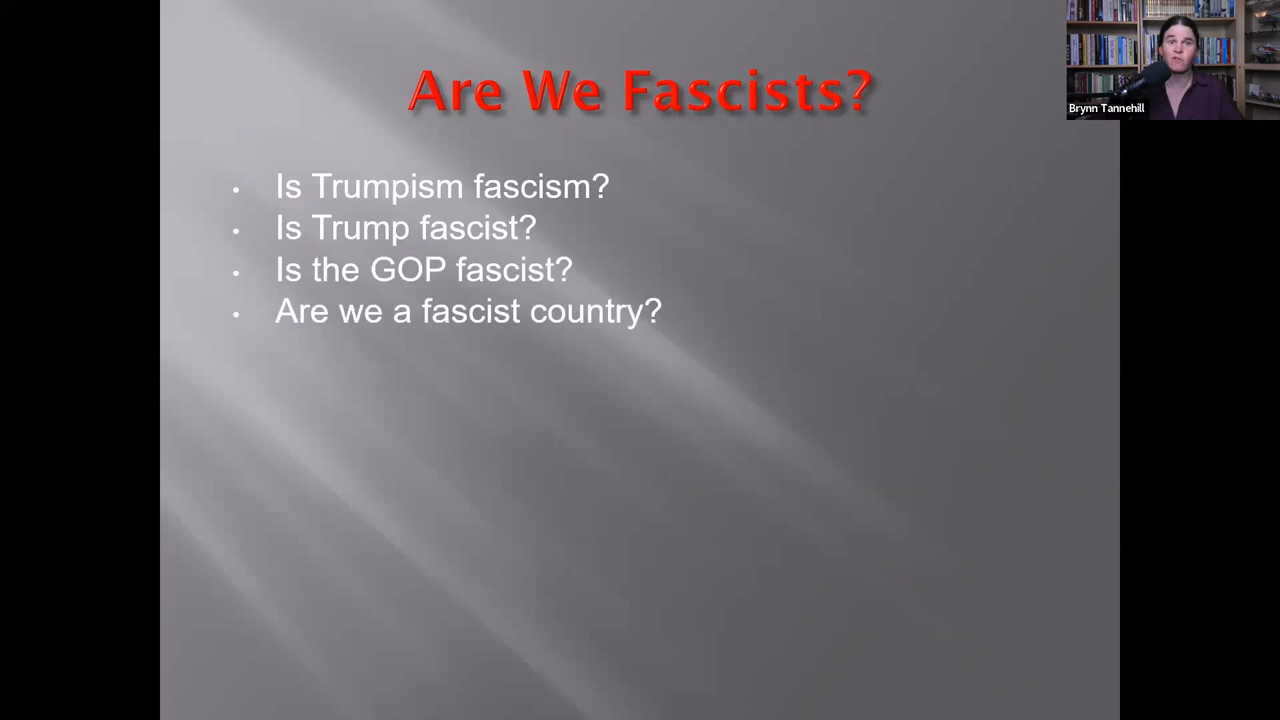 Are We Fascists?
Brynn Tannehill
• Is Trumpism fascism?
• Is Trump fascist?
• Is the GOP fascist?
• Are we a fascist country?